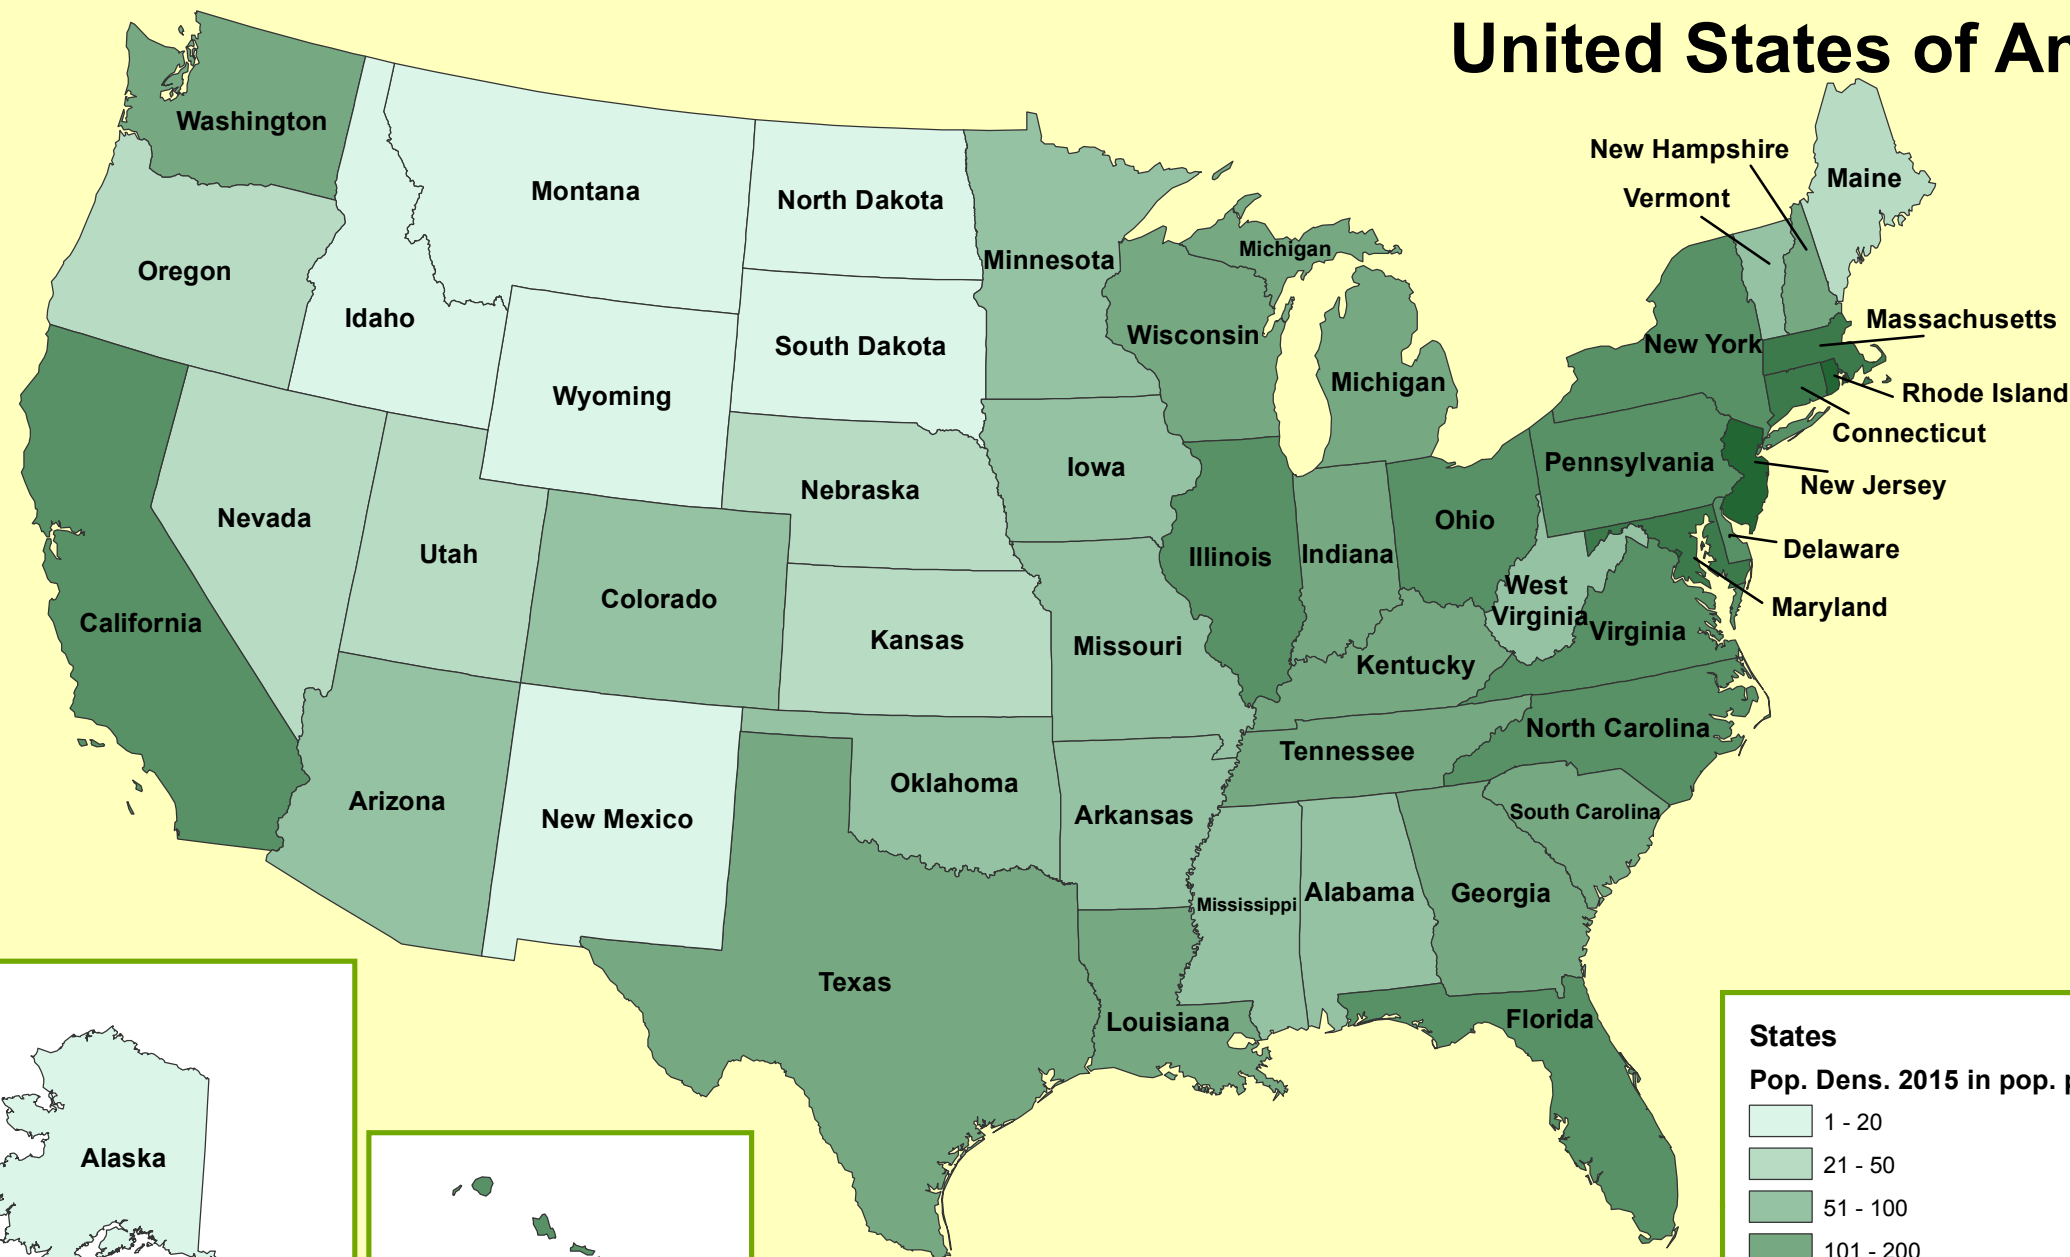 United States of Am
Washington
Montana
North Dakota
Minnesota
New Hampshire
Vermont
Maine
Oregon
Idaho
Wyoming
South Dakota
Wisconsin
Michigan
Michigan
New York
Massachusetts
Rhode Island
Connecticut
New Jersey
Pennsylvania
Delaware
Maryland
Nevada
Utah
Colorado
Nebraska
Iowa
Illinois
Indiana
Ohio
West
Virginia
Virginia
California
Kansas
Missouri
Kentucky
Arizona
New Mexico
Oklahoma
Arkansas
Tennessee
North Carolina
South Carolina
Mississippi
Alabama
Georgia
Texas
Louisiana
Florida
Alaska
States
Pop. Dens. 2015 in pop. p
1 - 20
21 - 50
51 - 100
101 - 200